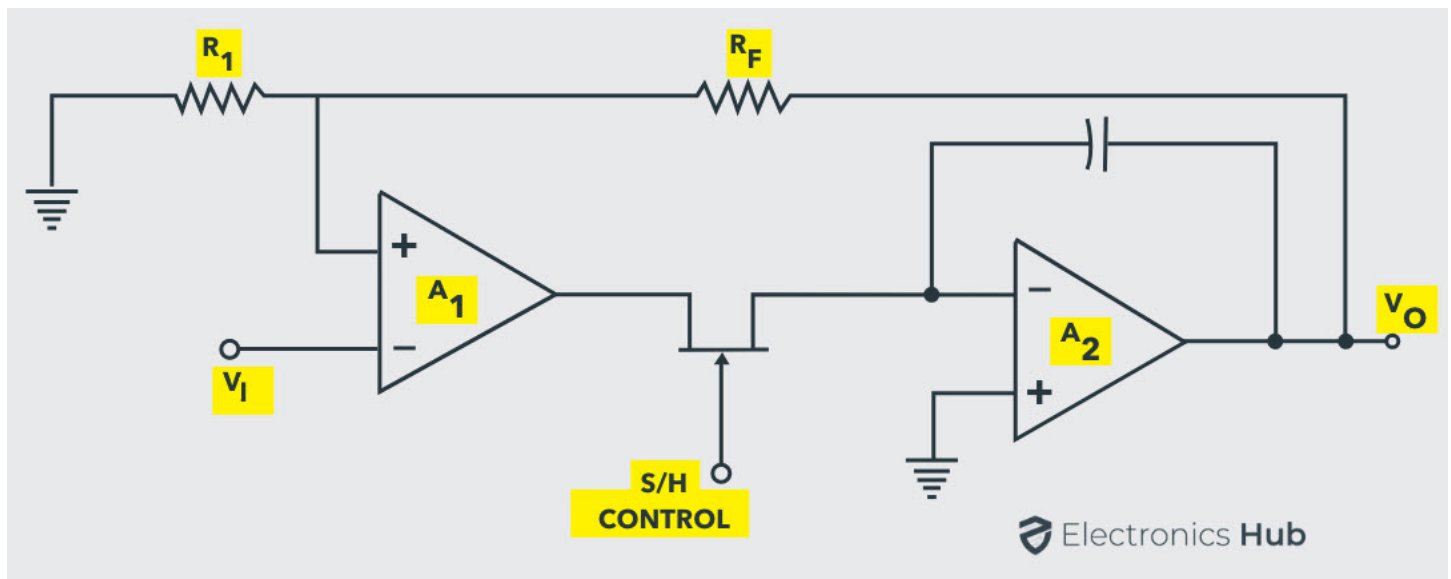 R1
RF
+
A1
−
VI
−
A2
+
VO
S/H
CONTROL
Electronics Hub